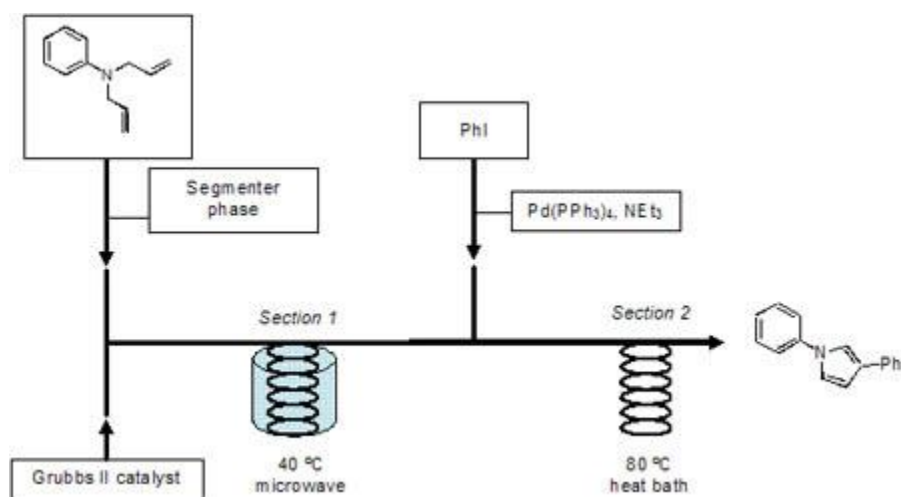 N
PhI
Segmenter
phase
Pd(PPh₃)₄, NEt₃
Section 1
Section 2
N
Ph
Grubbs II catalyst
40 ºC
microwave
80 ºC
heat bath